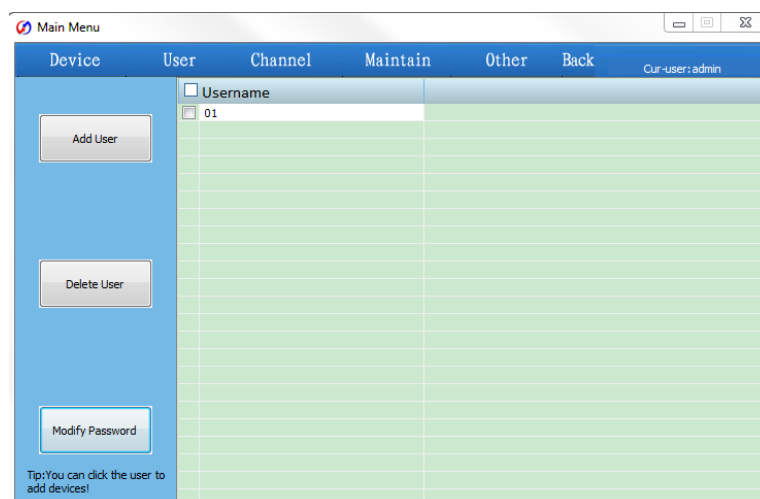 Main Menu
Device User Channel Maintain Other Back Cur-user:admin
Username
01
Add User
Delete User
Modify Password
Tip:You can click the user to
add devices!